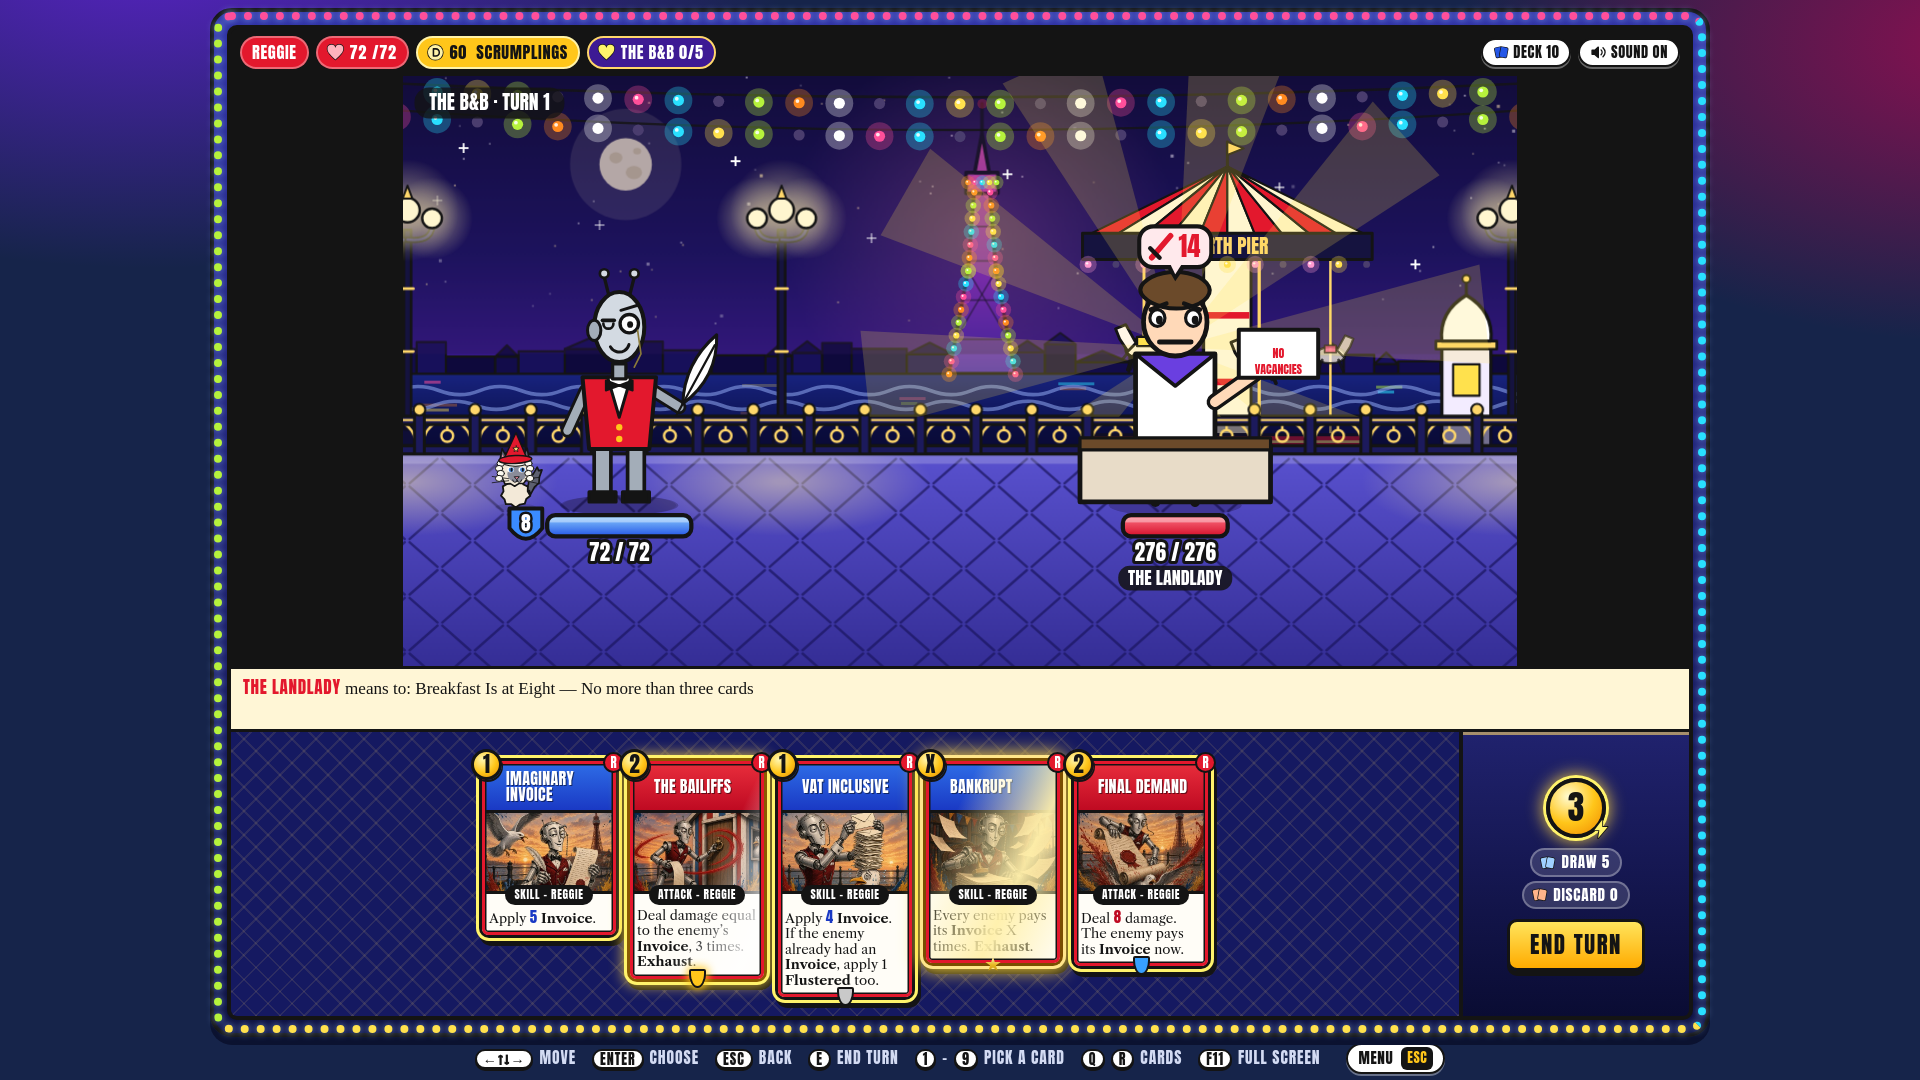 REGGIE
72 /72
60 SCRUMPLINGS
THE B&B 0/5
DECK 10
SOUND ON
THE B&B · TURN 1
14
TH PIER
NO
VACANCIES
8
72 / 72
276 / 276
THE LANDLADY
THE LANDLADY means to: Breakfast Is at Eight — No more than three cards
1
R
IMAGINARY
INVOICE
SKILL - REGGIE
Apply 5 Invoice.
2
R
THE BAILIFFS
ATTACK - REGGIE
Deal damage equal
to the enemy's
Invoice, 3 times.
Exhaust.
1
R
VAT INCLUSIVE
SKILL - REGGIE
Apply 4 Invoice.
If the enemy
already had an
Invoice, apply 1
Flustered too.
X
R
BANKRUPT
SKILL - REGGIE
Every enemy pays
its Invoice X
times. Exhaust.
2
R
FINAL DEMAND
ATTACK - REGGIE
Deal 8 damage.
The enemy pays
its Invoice now.
3
DRAW 5
DISCARD 0
END TURN
←↑↓→ MOVE ENTER CHOOSE ESC BACK E END TURN 1 - 9 PICK A CARD Q R CARDS F11 FULL SCREEN MENU ESC